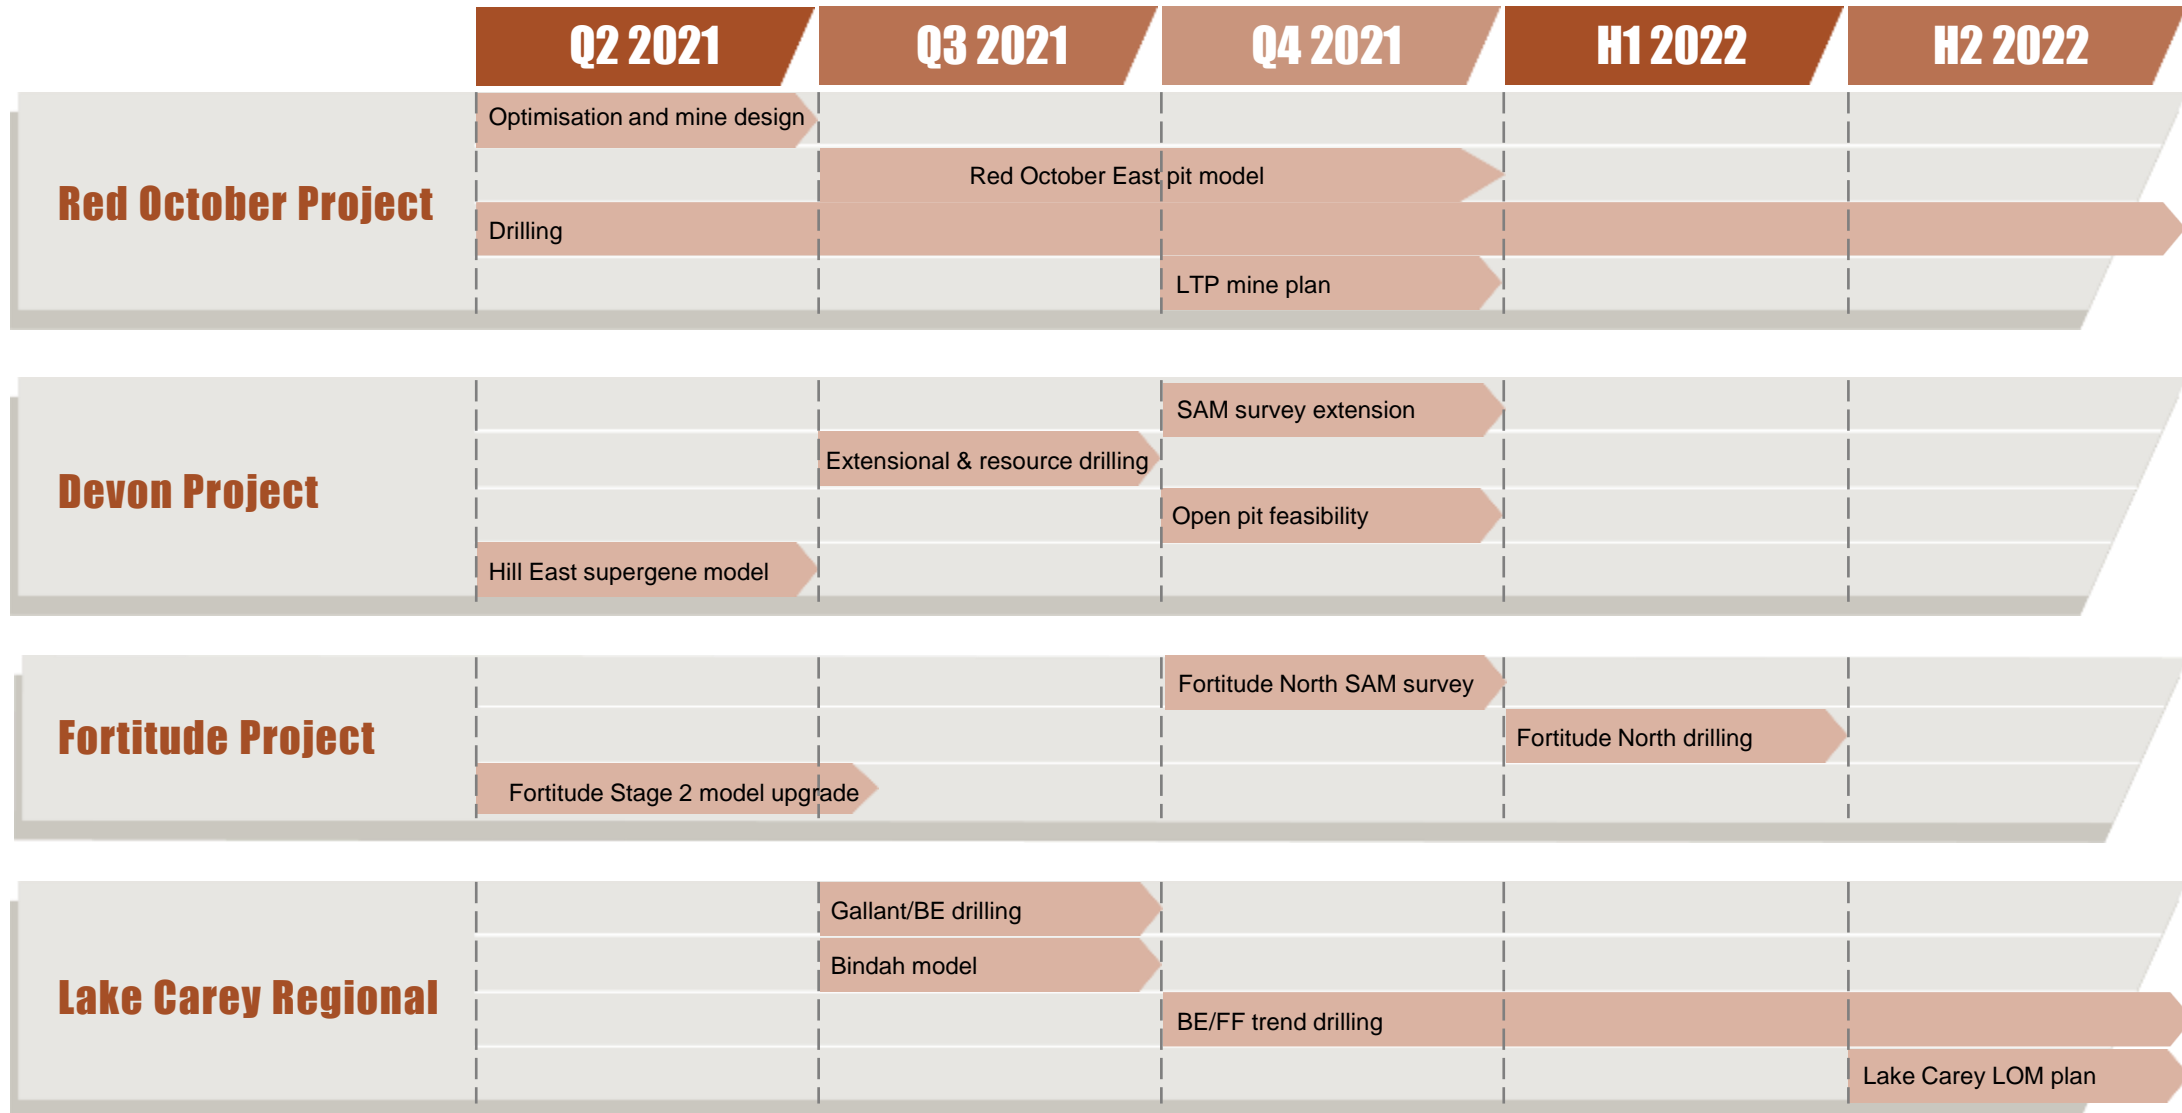 Q2 2021
Q3 2021
Q4 2021
H1 2022
H2 2022
Red October Project
Optimisation and mine design
Red October East pit model
Drilling
LTP mine plan
Devon Project
SAM survey extension
Extensional & resource drilling
Open pit feasibility
Hill East supergene model
Fortitude Project
Fortitude North SAM survey
Fortitude North drilling
Fortitude Stage 2 model upgrade
Lake Carey Regional
Gallant/BE drilling
Bindah model
BE/FF trend drilling
Lake Carey LOM plan